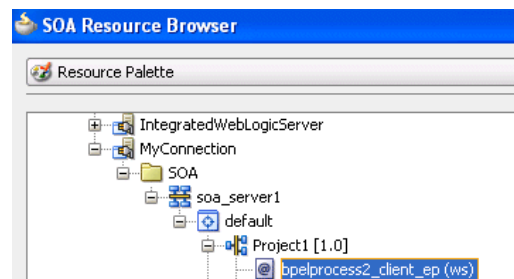 SOA Resource Browser
Resource Palette
IntegratedWebLogicServer
MyConnection
SOA
soa_server1
default
Project1 [1.0]
bpelprocess2_client_ep (ws)